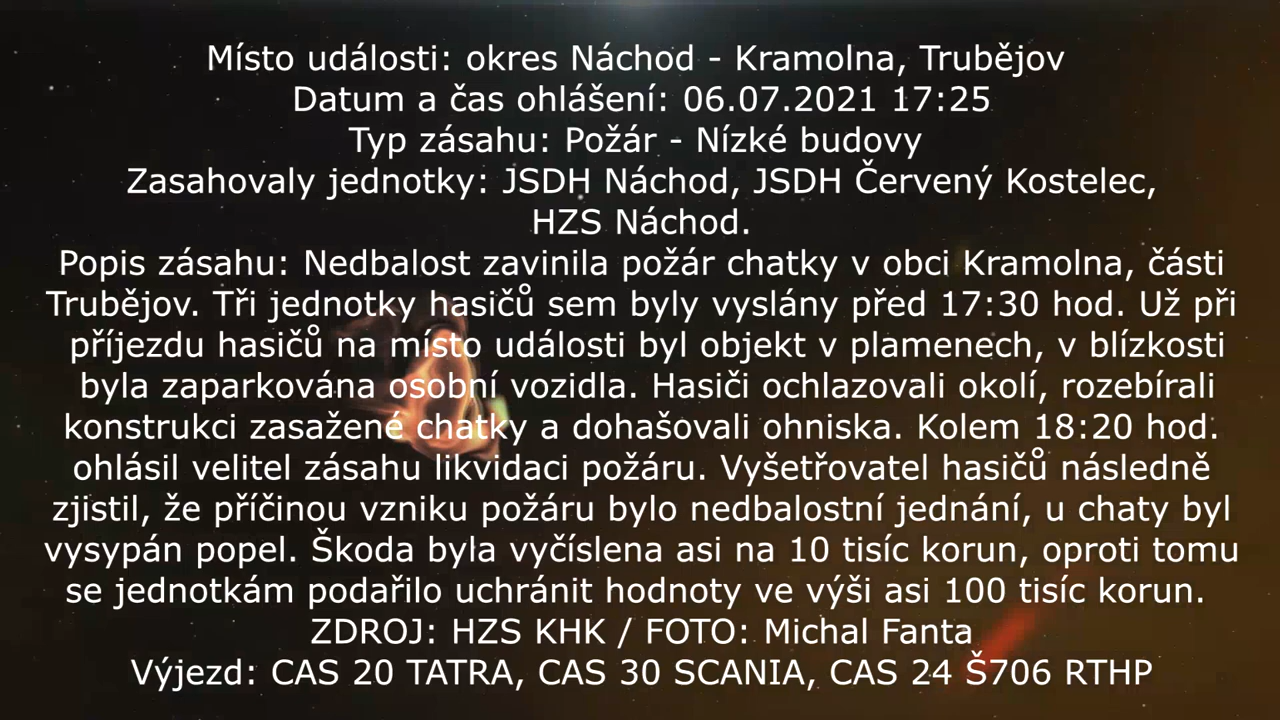 Místo události: okres Náchod - Kramolna, Trubějov
Datum a čas ohlášení: 06.07.2021 17:25
Typ zásahu: Požár - Nízké budovy
Zasahovaly jednotky: JSDH Náchod, JSDH Červený Kostelec,
HZS Náchod.
Popis zásahu: Nedbalost zavinila požár chatky v obci Kramolna, části
Trubějov. Tři jednotky hasičů sem byly vyslány před 17:30 hod. Už při
příjezdu hasičů na místo události byl objekt v plamenech, v blízkosti
byla zaparkována osobní vozidla. Hasiči ochlazovali okolí, rozebírali
konstrukci zasažené chatky a dohašovali ohniska. Kolem 18:20 hod.
ohlásil velitel zásahu likvidaci požáru. Vyšetřovatel hasičů následně
zjistil, že příčinou vzniku požáru bylo nedbalostní jednání, u chaty byl
vysypán popel. Škoda byla vyčíslena asi na 10 tisíc korun, oproti tomu
se jednotkám podařilo uchránit hodnoty ve výši asi 100 tisíc korun.
ZDROJ: HZS KHK / FOTO: Michal Fanta
Výjezd: CAS 20 TATRA, CAS 30 SCANIA, CAS 24 Š706 RTHP